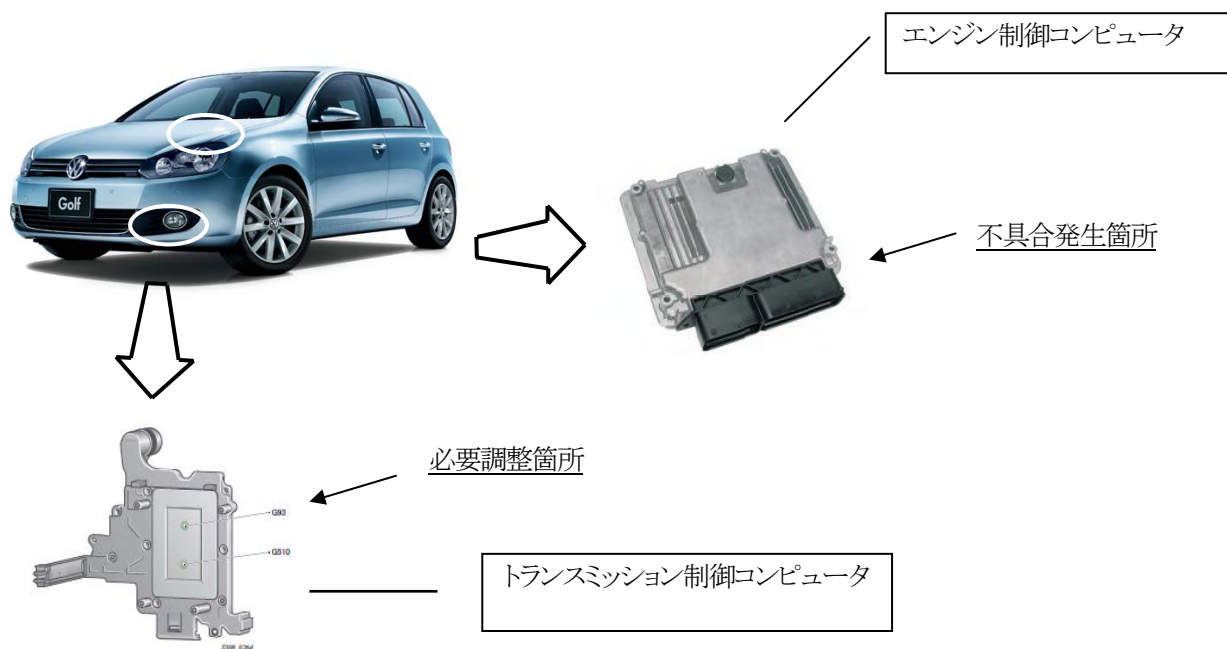 エンジン制御コンピュータ
Golf
不具合発生箇所
必要調整箇所
G93
G510
トランスミッション制御コンピュータ